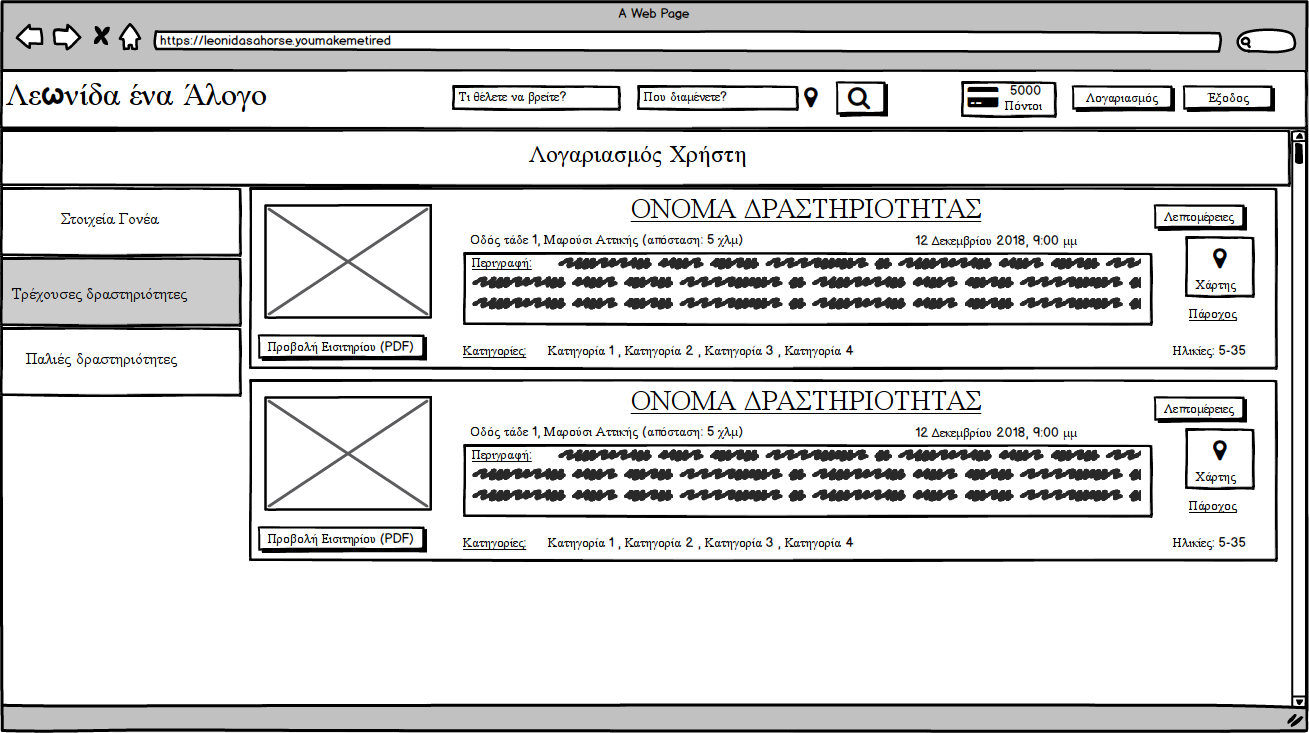 A Web Page
https://leonidasahorse.youmakemetired
Λεωνίδα ένα Άλογο
Τι θέλετε να βρείτε?
Που διαμένετε?
5000
Πόντοι
Λογαριασμός
Έξοδος
Λογαριασμός Χρήστη
Στοιχεία Γονέα
Τρέχουσες δραστηριότητες
Παλιές δραστηριότητες
ΟΝΟΜΑ ΔΡΑΣΤΗΡΙΟΤΗΤΑΣ
Λεπτομέρειες
Οδός τάδε 1, Μαρούσι Αττικής (απόσταση: 5 χλμ)
12 Δεκεμβρίου 2018, 9:00 μμ
Περιγραφή:
Χάρτης
Πάροχος
Προβολή Εισιτηρίου (PDF)
Κατηγορίες: Κατηγορία 1 , Κατηγορία 2 , Κατηγορία 3 , Κατηγορία 4
Ηλικίες: 5-35
ΟΝΟΜΑ ΔΡΑΣΤΗΡΙΟΤΗΤΑΣ
Λεπτομέρειες
Οδός τάδε 1, Μαρούσι Αττικής (απόσταση: 5 χλμ)
12 Δεκεμβρίου 2018, 9:00 μμ
Περιγραφή:
Χάρτης
Πάροχος
Προβολή Εισιτηρίου (PDF)
Κατηγορίες: Κατηγορία 1 , Κατηγορία 2 , Κατηγορία 3 , Κατηγορία 4
Ηλικίες: 5-35